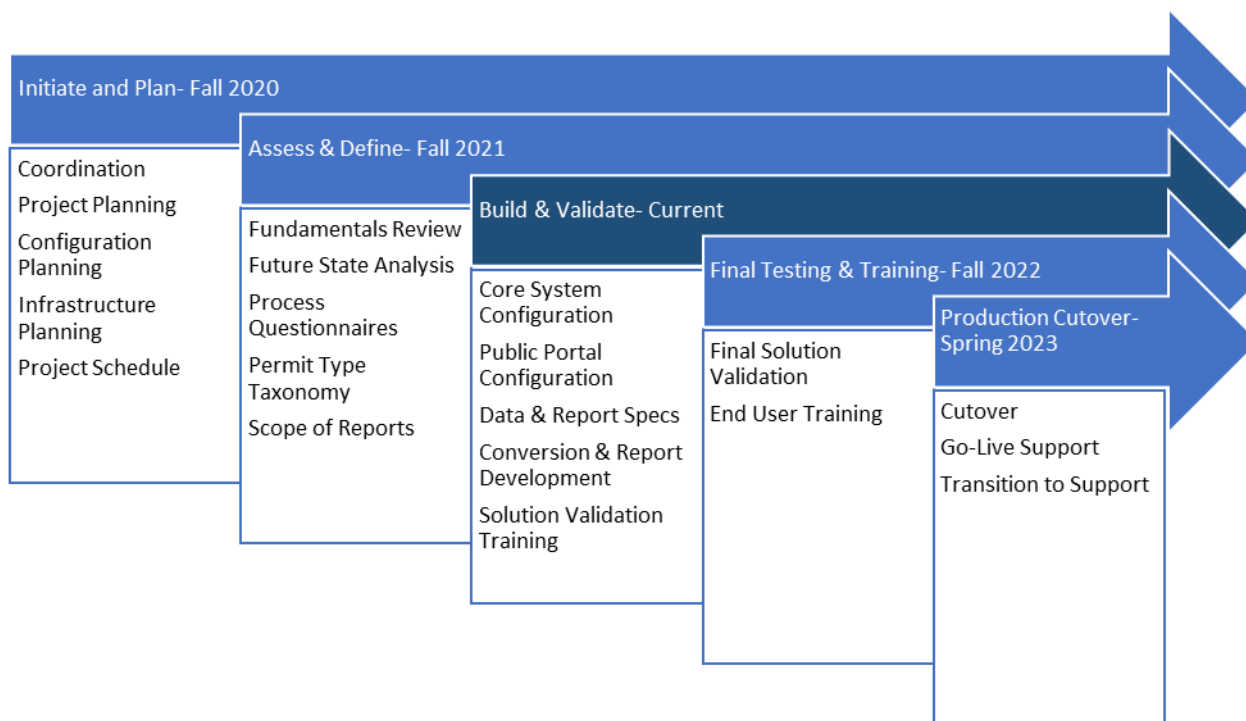 Initiate and Plan- Fall 2020
Coordination
Project Planning
Configuration
Planning
Infrastructure
Planning
Project Schedule
Assess & Define- Fall 2021
Fundamentals Review
Future State Analysis
Process
Questionnaires
Permit Type
Taxonomy
Scope of Reports
Build & Validate- Current
Core System
Configuration
Public Portal
Configuration
Data & Report Specs
Conversion & Report
Development
Solution Validation
Training
Final Testing & Training- Fall 2022
Final Solution
Validation
End User Training
Production Cutover-
Spring 2023
Cutover
Go-Live Support
Transition to Support